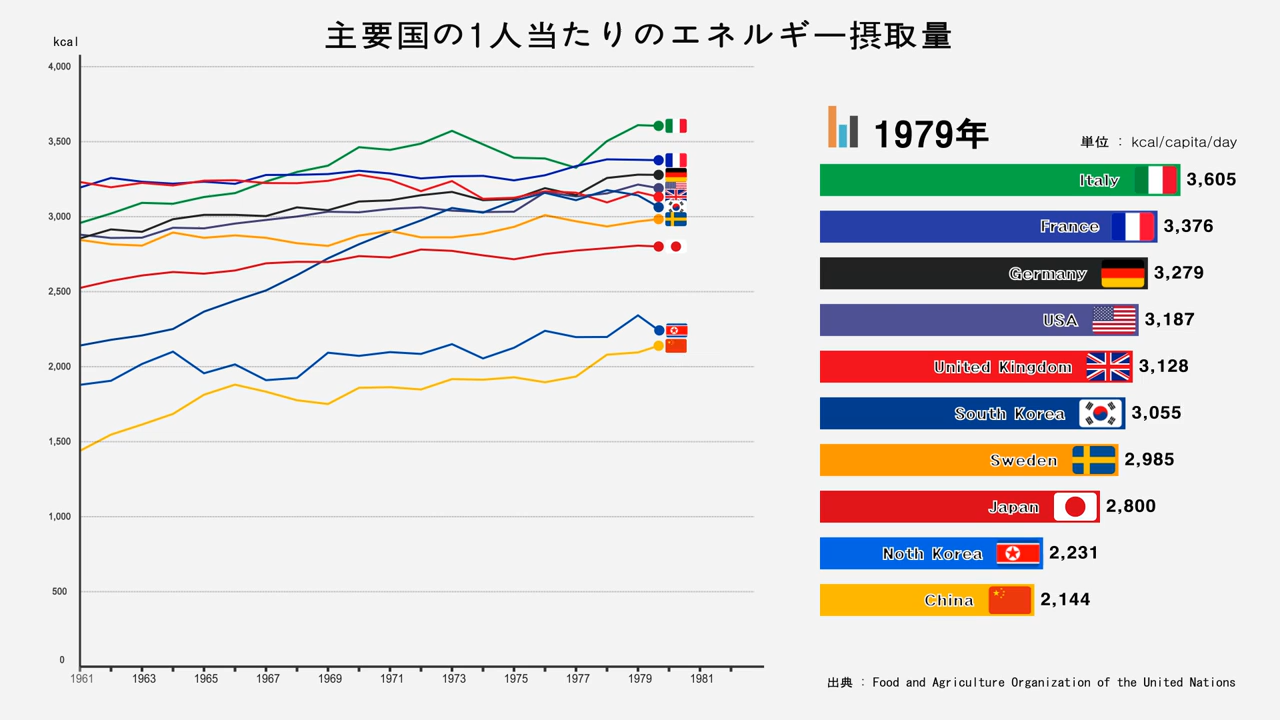 主要国の1人当たりのエネルギー摂取量
kcal
4,000
3,500
3,000
2,500
2,000
1,500
1,000
500
0
1961 1963 1965 1967 1969 1971 1973 1975 1977 1979 1981
1979年
単位 : kcal/capita/day
Italy 3,605
France 3,376
Germany 3,279
USA 3,187
United Kingdom 3,128
South Korea 3,055
Sweden 2,985
Japan 2,800
Noth Korea 2,231
China 2,144
出典 : Food and Agriculture Organization of the United Nations